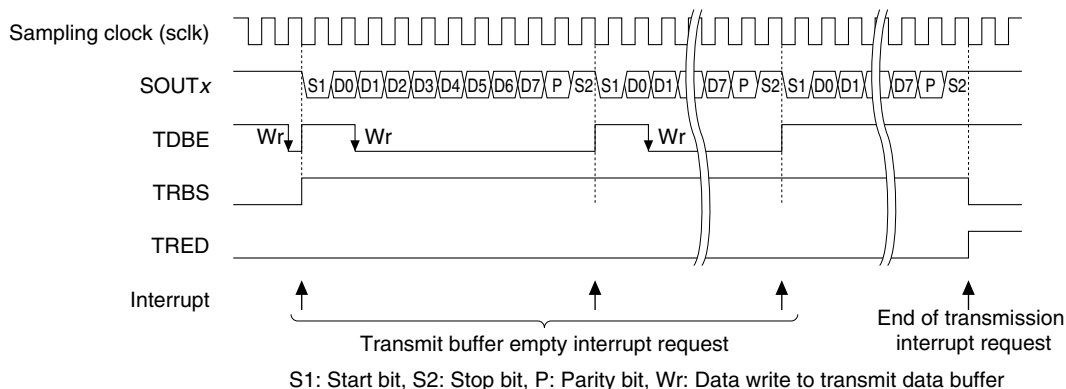 Sampling clock (sclk)
SOUTx S1 D0 D1 D2 D3 D4 D5 D6 D7 P S2 S1 D0 D1 D7 P S2 S1 D0 D1 D7 P S2
TDBE Wr Wr Wr
TRBS
TRED
Interrupt
Transmit buffer empty interrupt request
End of transmission
interrupt request
S1: Start bit, S2: Stop bit, P: Parity bit, Wr: Data write to transmit data buffer